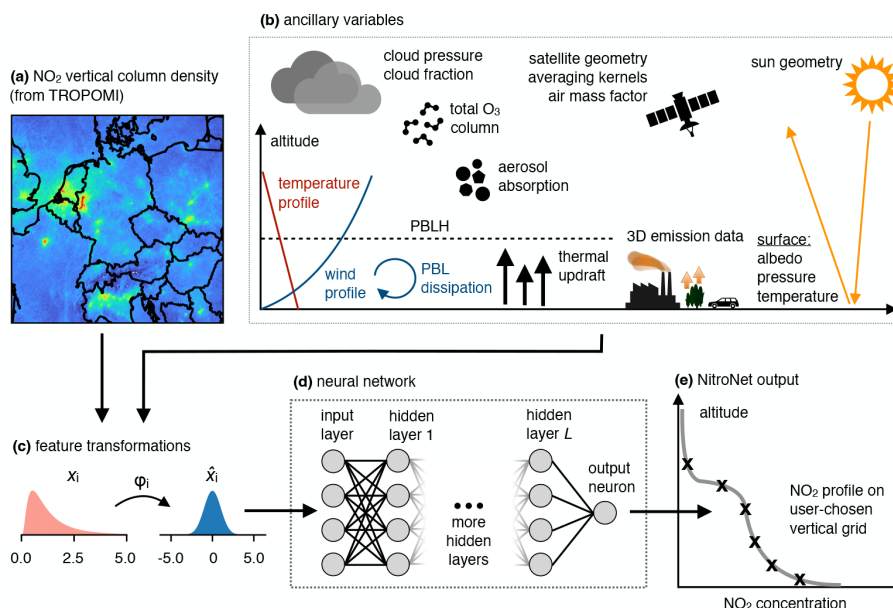 (a) NO₂ vertical column density
(from TROPOMI)
(b) ancillary variables
cloud pressure
cloud fraction
satellite geometry
averaging kernels
air mass factor
sun geometry
total O₃
column
altitude
aerosol
absorption
temperature
profile
PBLH
wind
profile
PBL
dissipation
thermal
updraft
3D emission data
surface:
albedo
pressure
temperature
(c) feature transformations
xᵢ
φᵢ
x̂ᵢ
0.0 2.5 5.0
-5.0 0 5.0
(d) neural network
input
layer
hidden
layer 1
hidden
layer L
output
neuron
more
hidden
layers
(e) NitroNet output
altitude
NO₂ profile on
user-chosen
vertical grid
NO₂ concentration